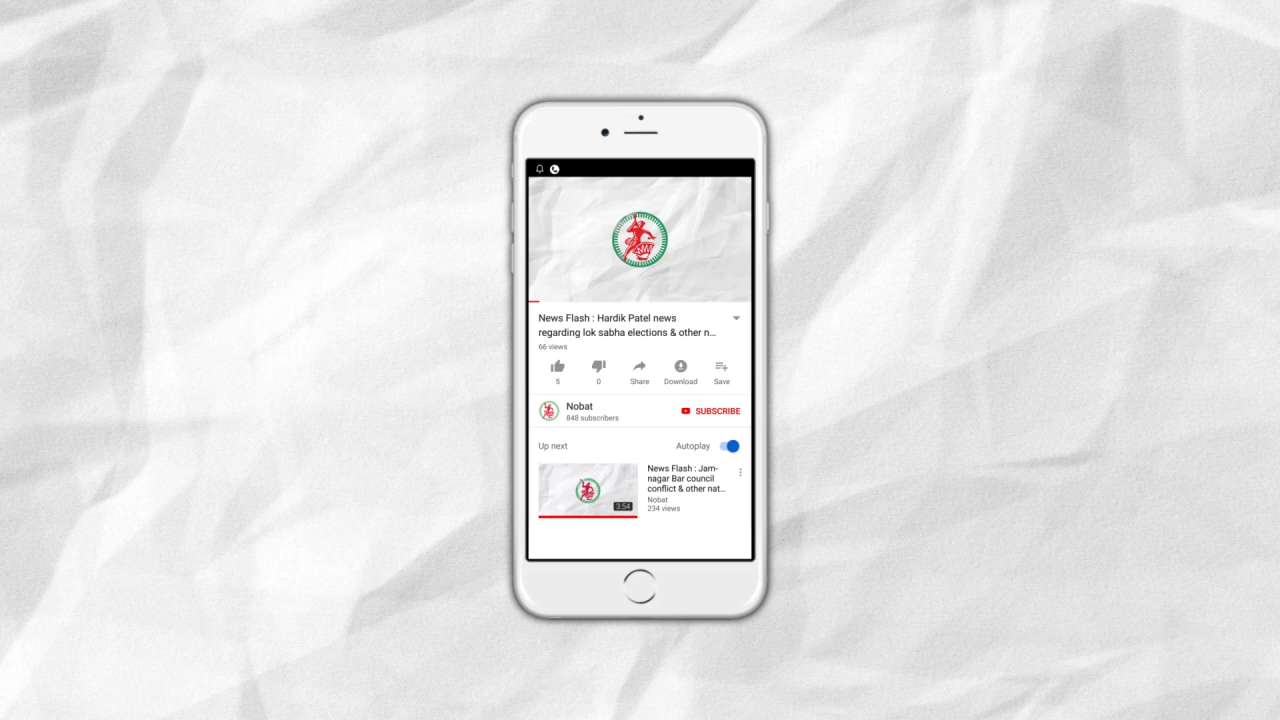 News Flash : Hardik Patel news
regarding lok sabha elections & other n...
66 views
5
0
Share
Download
Save
Nobat
848 subscribers
SUBSCRIBE
Up next
Autoplay
News Flash : Jam-
nagar Bar council
conflict & other nat...
Nobat
234 views
3:54